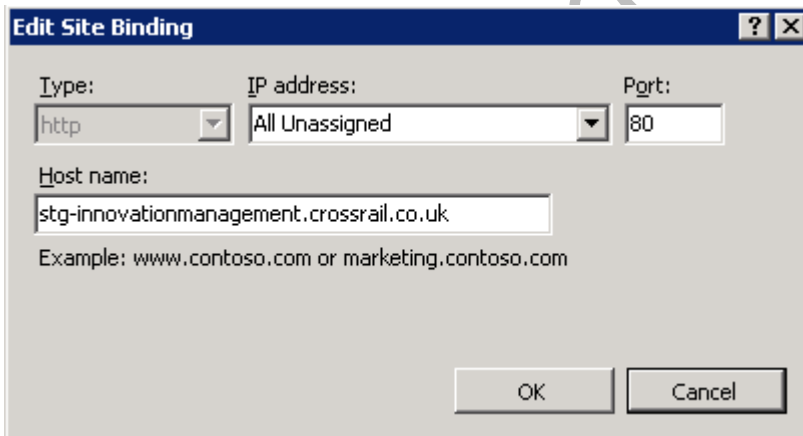 Edit Site Binding
Type: IP address: Port:
http All Unassigned 80
Host name:
stg-innovationmanagement.crossrail.co.uk
Example: www.contoso.com or marketing.contoso.com
OK Cancel